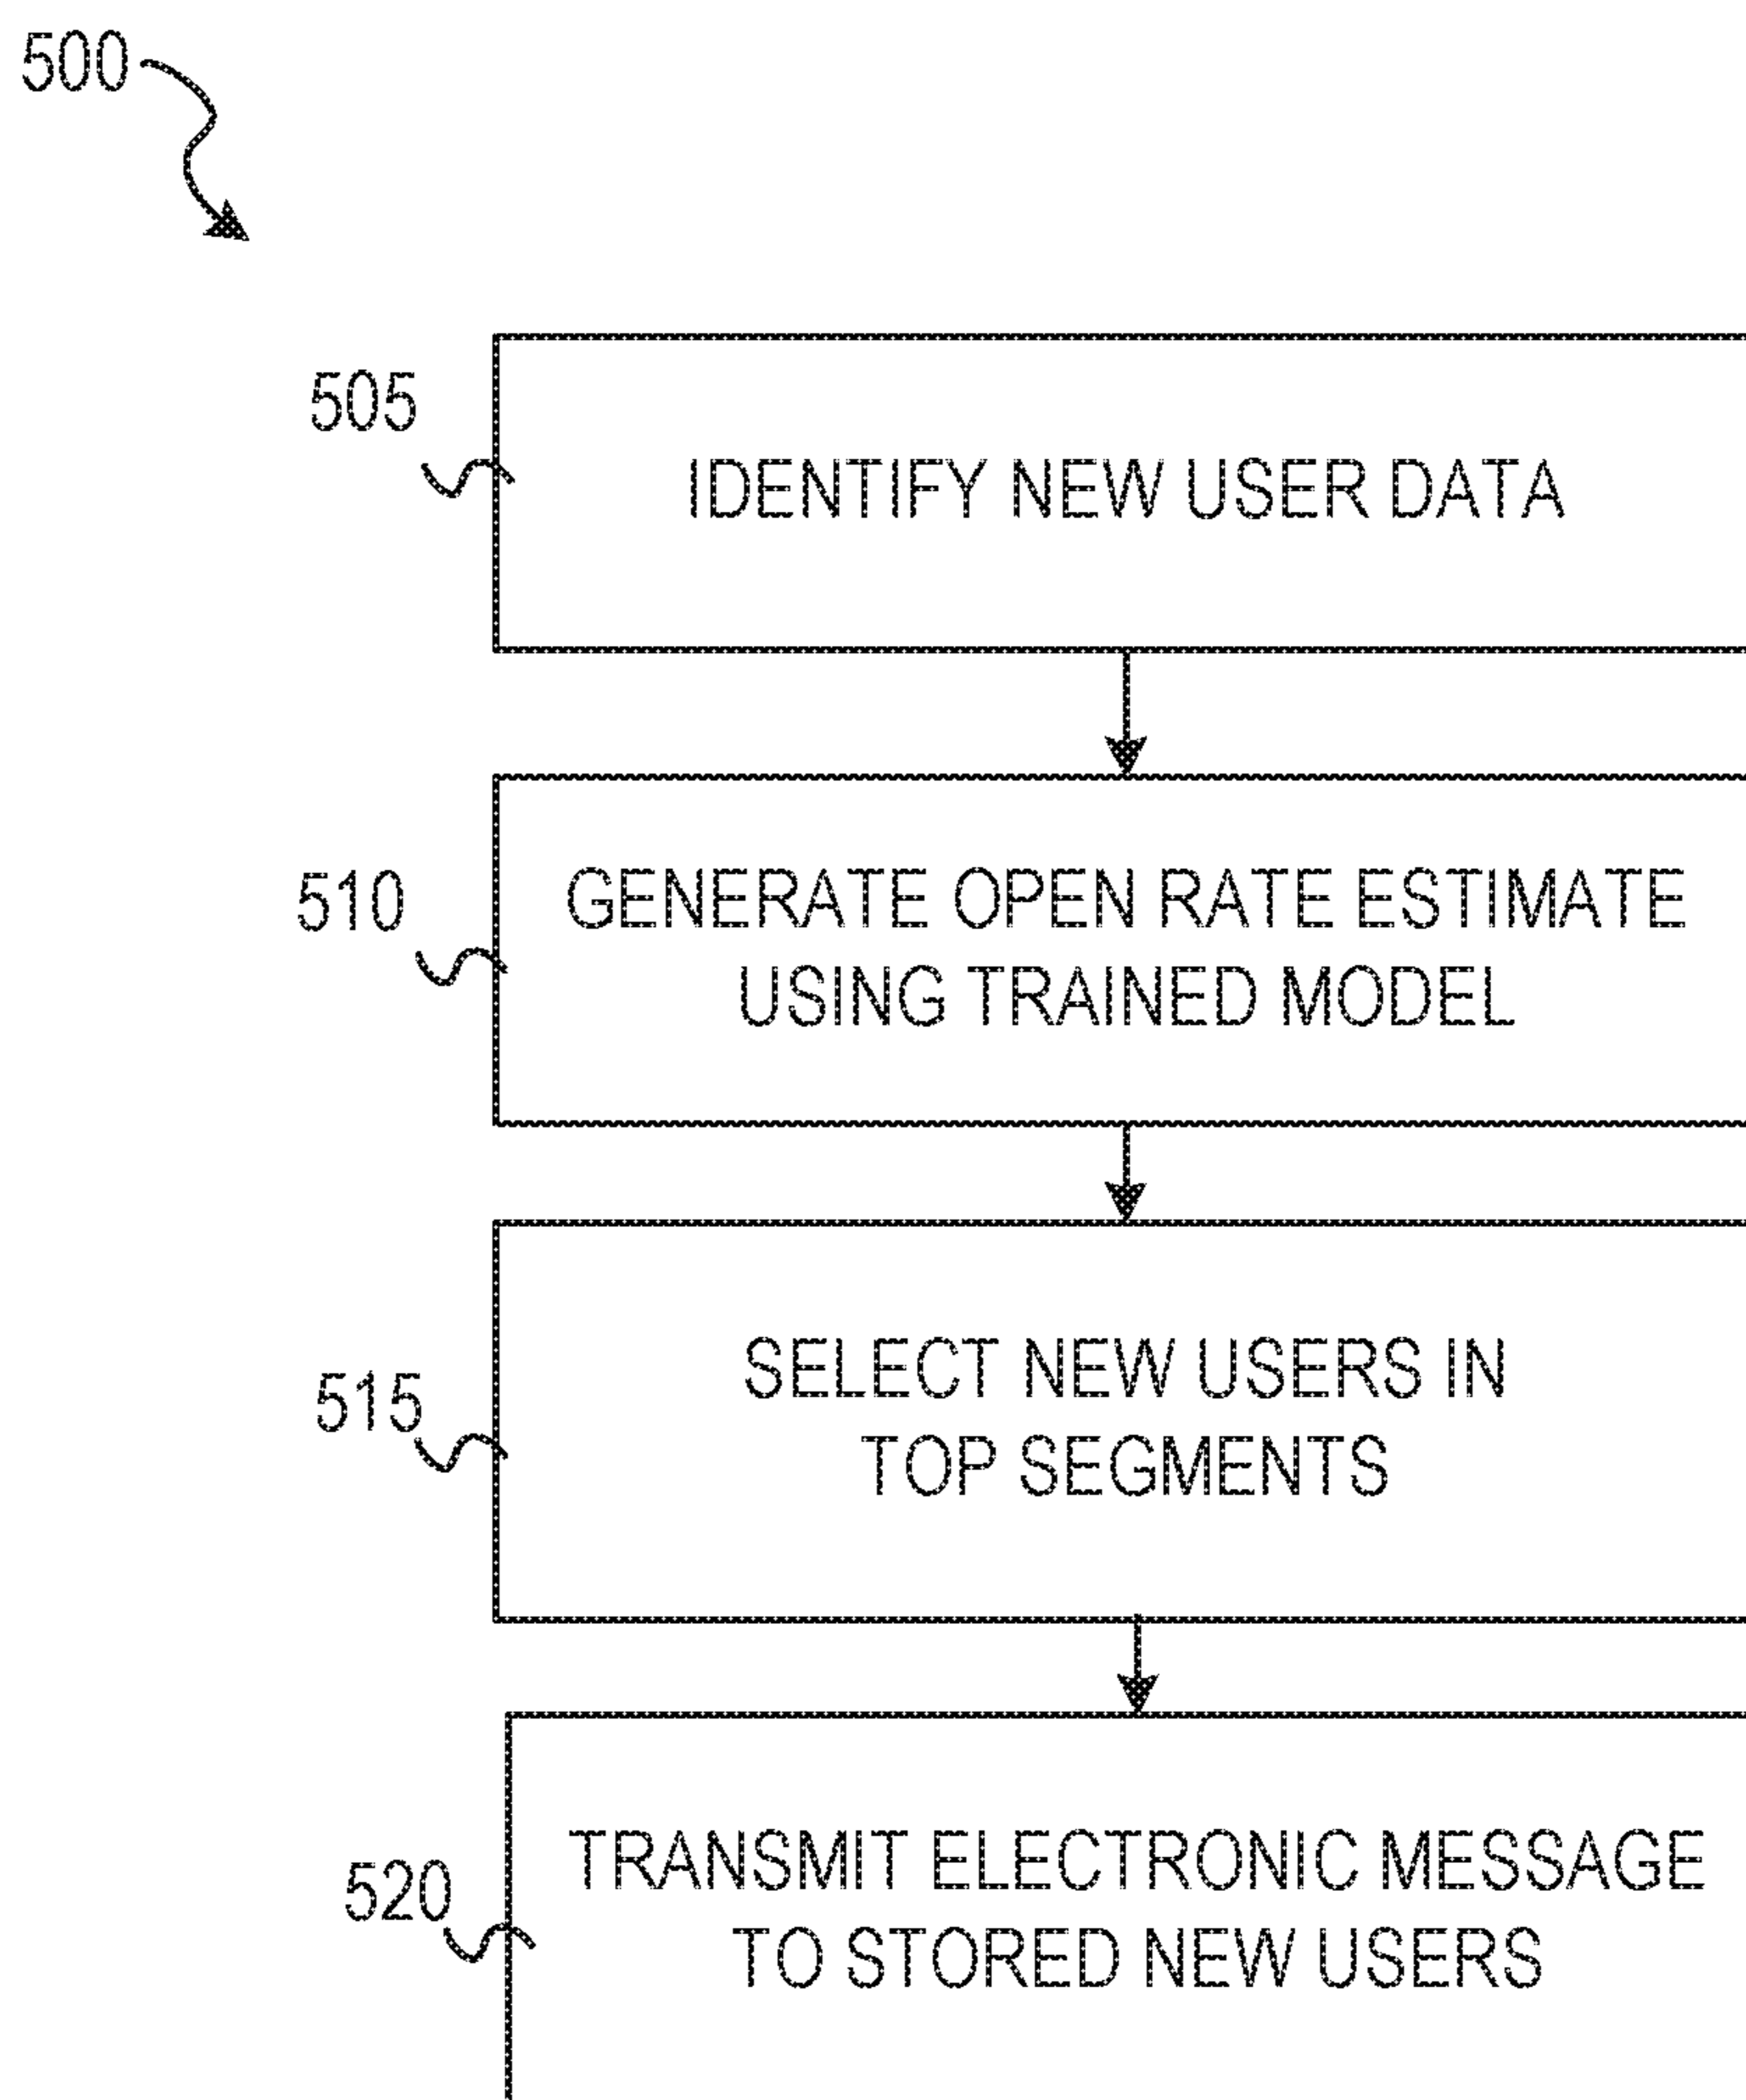 500
505
IDENTIFY NEW USER DATA
510
GENERATE OPEN RATE ESTIMATE
USING TRAINED MODEL
515
SELECT NEW USERS IN
TOP SEGMENTS
520
TRANSMIT ELECTRONIC MESSAGE
TO STORED NEW USERS